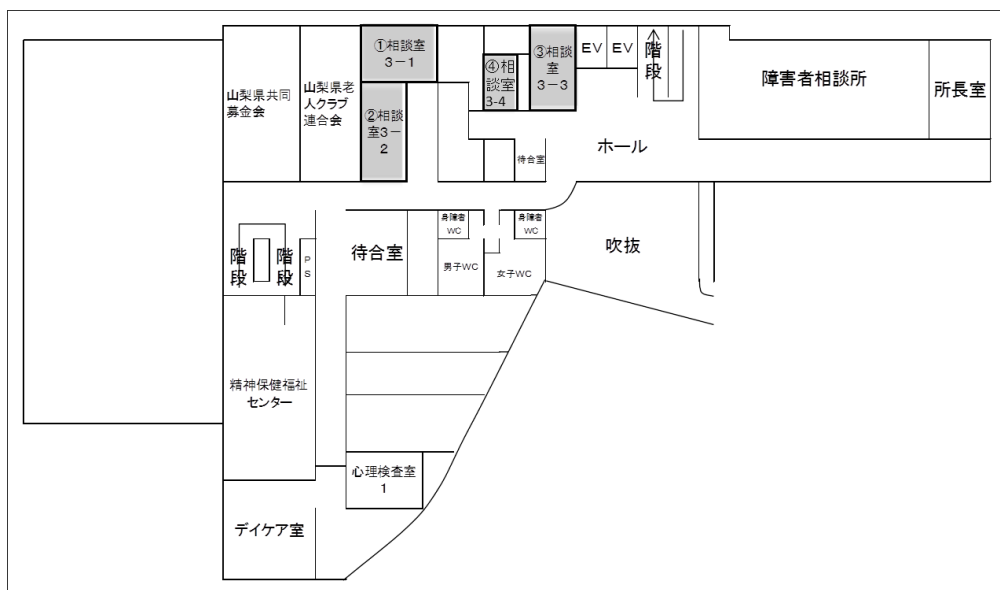 ①相談室
3－1
③相談
室
3－3
EV
EV
階
段
④相
談室
3-4
山梨県共同
募金会
山梨県老
人クラブ
連合会
②相談
室3－
2
障害者相談所
所長室
待合室
ホール
身障者
WC
身障者
WC
階
段
階
段
PS
待合室
男子WC
女子WC
吹抜
精神保健福祉
センター
心理検査室
1
デイケア室